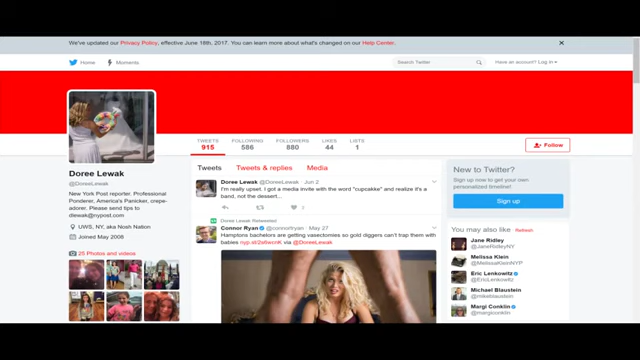 We've updated our Privacy Policy, effective June 18th, 2017. You can learn more about what's changed on our Help Center.
Home Moments
Search Twitter
Have an account? Log in
TWEETS FOLLOWING FOLLOWERS LIKES LISTS
915 586 880 44 1
Follow
Doree Lewak
@DoreeLewak
New York Post reporter. Professional
Ponderer, America's Panicker, crepe-
adorer. Please send tips to
dlewak@nypost.com
UWS, NY, aka Nosh Nation
Joined May 2008
25 Photos and videos
Tweets Tweets & replies Media
Doree Lewak @DoreeLewak Jun 2
I'm really upset. I got a media invite with the word "cupcakke" and realize it's a
band, not the dessert...
2
Doree Lewak Retweeted
Connor Ryan @connortryan May 27
Hamptons bachelors are getting vasectomies so gold diggers can't trap them with
babies via @DoreeLewak
New to Twitter?
Sign up now to get your own
personalized timeline!
Sign up
You may also like Refresh
Jane Ridley
@JaneRidleyNY
Melissa Klein
@MelissaKleinNYP
Eric Lenkowitz
@EricLenkowitz
Michael Blaustein
@mikeblaustein
Margi Conklin
@margiconklin